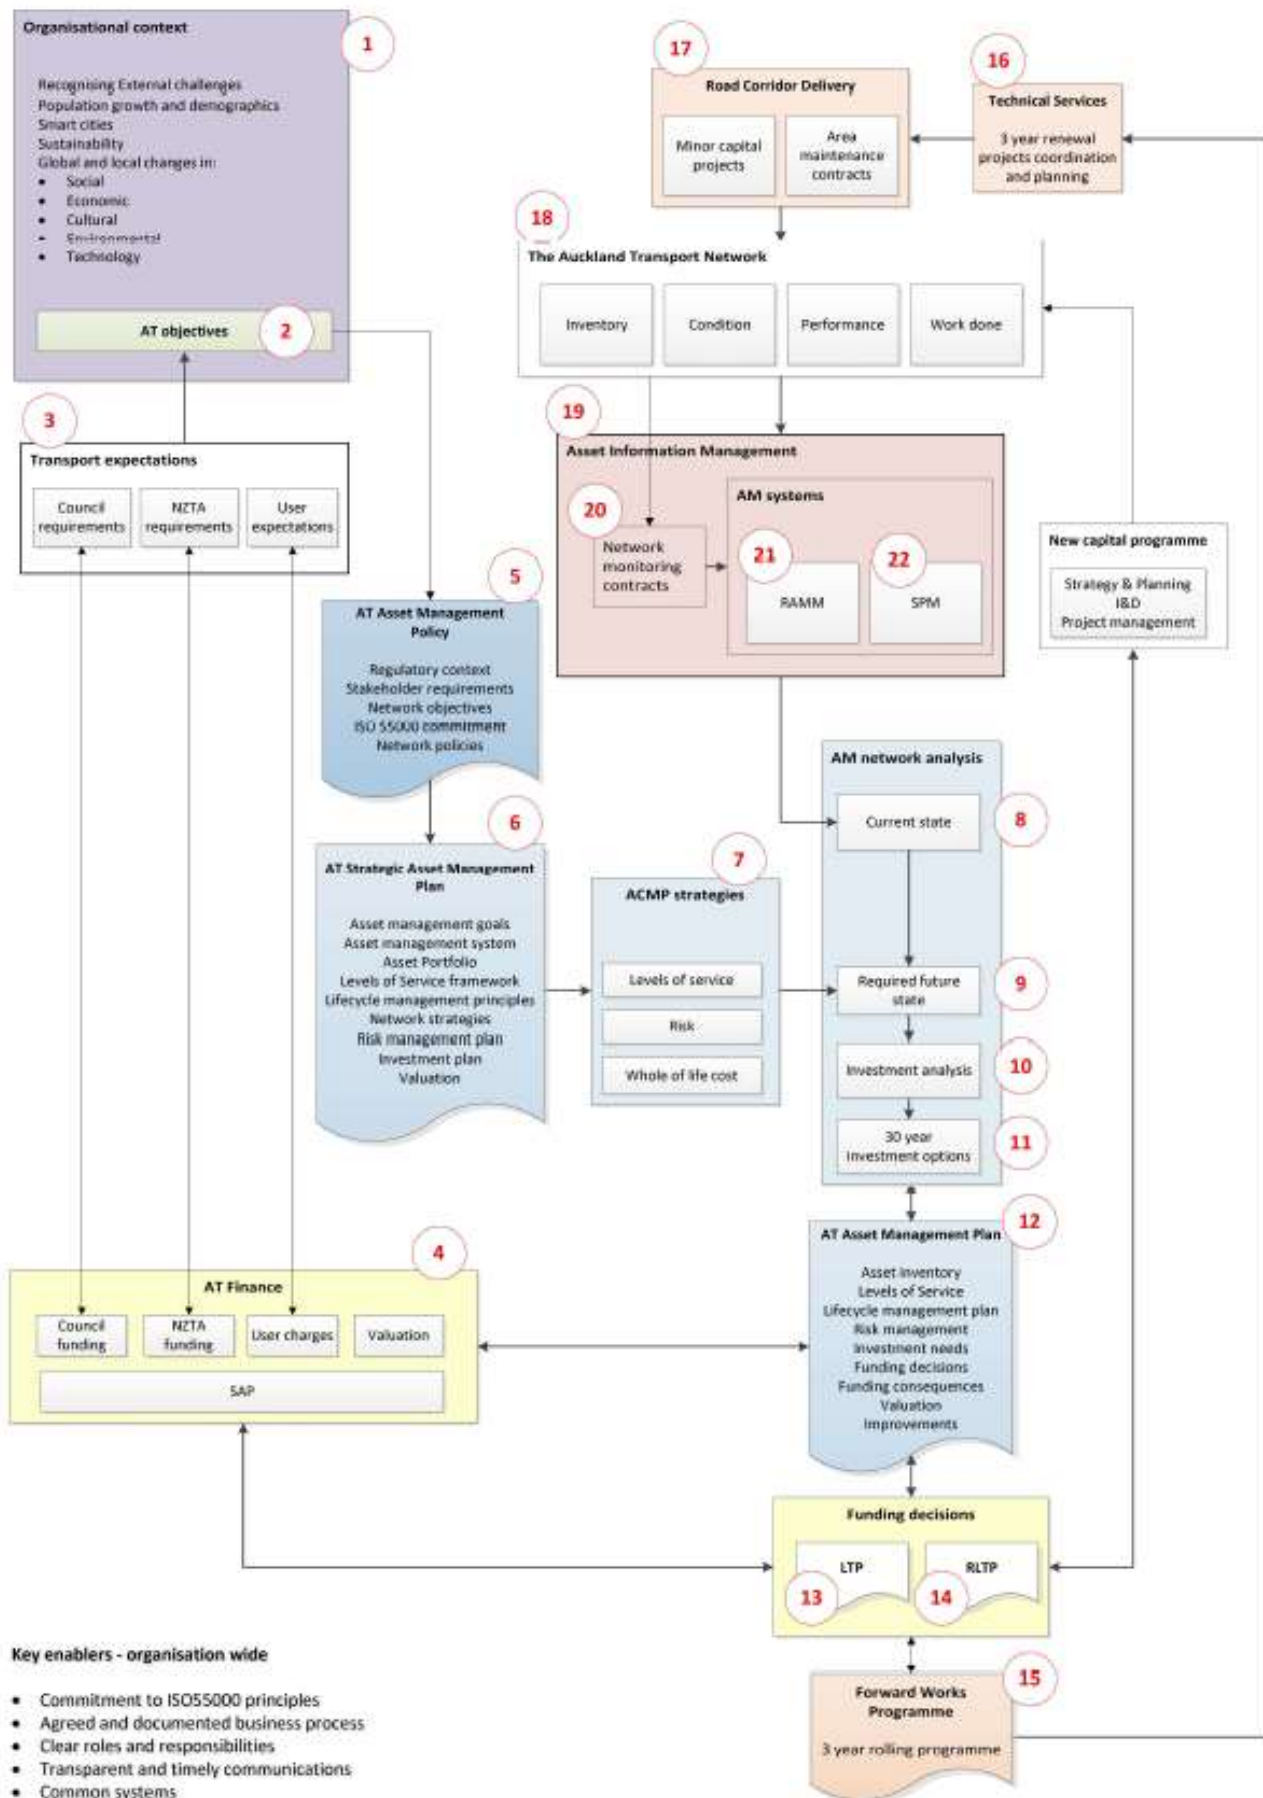 Organisational context
1
Recognising External challenges
Population growth and demographics
Smart cities
Sustainability
Global and local changes in:
• Social
• Economic
• Cultural
• Environmental
• Technology
AT objectives
2
3
Transport expectations
Council
requirements
NZTA
requirements
User
expectations
17
Road Corridor Delivery
Minor capital
projects
Area
maintenance
contracts
16
Technical Services
3 year renewal
projects coordination
and planning
18
The Auckland Transport Network
Inventory
Condition
Performance
Work done
19
Asset Information Management
20
Network
monitoring
contracts
AM systems
21
RAMM
22
SPM
New capital programme
Strategy & Planning
I&D
Project management
5
AT Asset Management
Policy
Regulatory context
Stakeholder requirements
Network objectives
ISO 55000 commitment
Network policies
6
AT Strategic Asset Management
Plan
Asset management goals
Asset management system
Asset Portfolio
Levels of Service framework
Lifecycle management principles
Network strategies
Risk management plan
Investment plan
Valuation
7
ACMP strategies
Levels of service
Risk
Whole of life cost
AM network analysis
Current state
8
Required future
state
9
Investment analysis
10
30 year
Investment options
11
4
AT Finance
Council
funding
NZTA
funding
User charges
Valuation
SAP
12
AT Asset Management Plan
Asset Inventory
Levels of Service
Lifecycle management plan
Risk management
Investment needs
Funding decisions
Funding consequences
Valuation
Improvements
Funding decisions
LTP
13
RLTP
14
15
Forward Works
Programme
3 year rolling programme
Key enablers - organisation wide
• Commitment to ISO55000 principles
• Agreed and documented business process
• Clear roles and responsibilities
• Transparent and timely communications
• Common systems